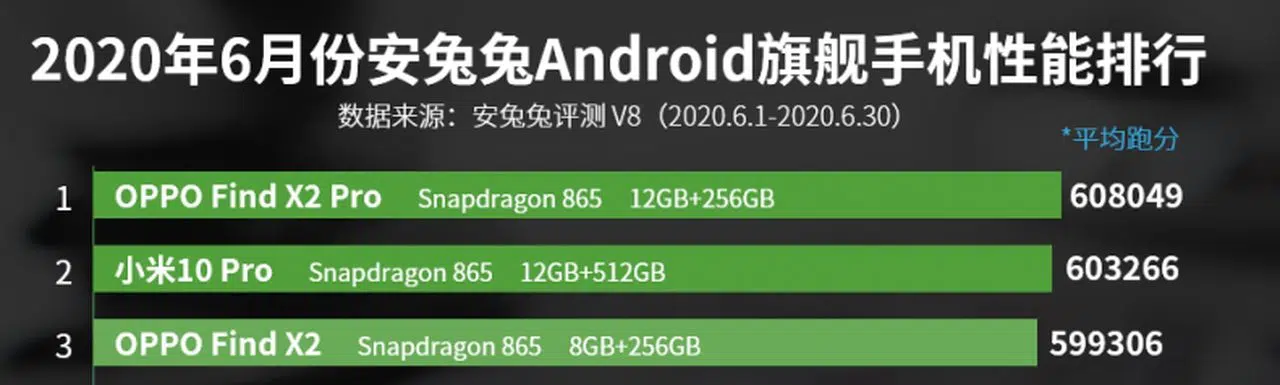 2020年6月份安兔兔Android旗舰手机性能排行
数据来源：安兔兔评测 V8（2020.6.1-2020.6.30）
*平均跑分
1 OPPO Find X2 Pro Snapdragon 865 12GB+256GB 608049
2 小米10 Pro Snapdragon 865 12GB+512GB 603266
3 OPPO Find X2 Snapdragon 865 8GB+256GB 599306